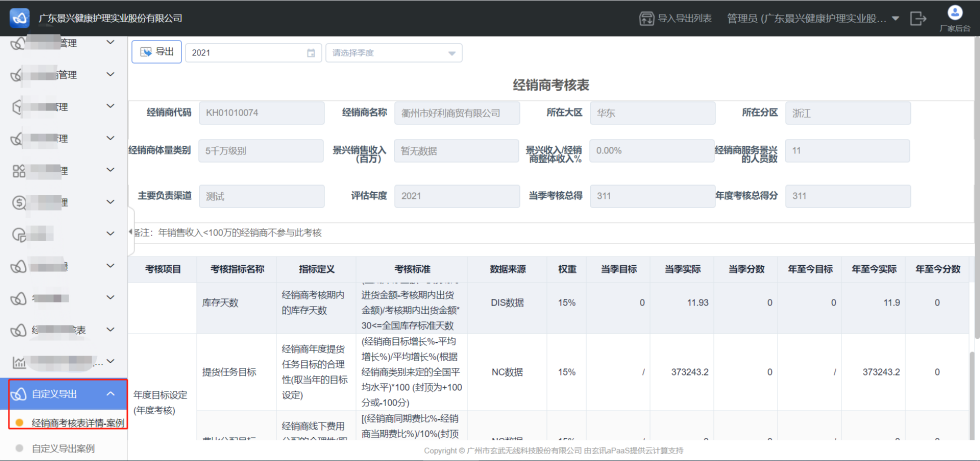 广东景兴健康护理实业股份有限公司
导入导出列表
管理员 (广东景兴健康护理实业股...
厂家后台
管理
管理
管理
理
理
理
表
自定义导出
经销商考核表详情-案例
自定义导出案例
导出
2021
请选择季度
经销商考核表
经销商代码 KH01010074 经销商名称 衢州市好利商贸有限公司 所在大区 华东 所在分区 浙江
经销商体量类别 5千万级别 景兴销售收入(百万) 暂无数据 景兴收入/经销商整体收入% 0.00% 经销商服务景兴的人员数 11
主要负责渠道 测试 评估年度 2021 当季考核总得 311 年度考核总得分 311
备注：年销售收入<100万的经销商不参与此考核
考核项目 考核指标名称 指标定义 考核标准 数据来源 权重 当季目标 当季实际 当季分数 年至今目标 年至今实际 年至今分数
库存天数
经销商考核期内
的库存天数
进货金额-考核期内出货
金额)/考核期内出货金额*
30<=全国库存标准天数
DIS数据 15% 0 11.93 0 0 11.9 0
年度目标设定
(年度考核)
提货任务目标
经销商年度提货
任务目标的合理
性(取当年的目标
设定)
(经销商目标增长%-平均
增长%)/平均增长%(根据
经销商类别来定的全国平
均水平)*100 (封顶为+100
分或-100分)
NC数据 15% / 373243.2 0 / 373243.2 0
经销商线下费用
[(经销商同期费比%-经销
商当期费比%)/10%(封顶
Copyright © 广州市玄武无线科技股份有限公司 由玄讯aPaaS提供云计算支持